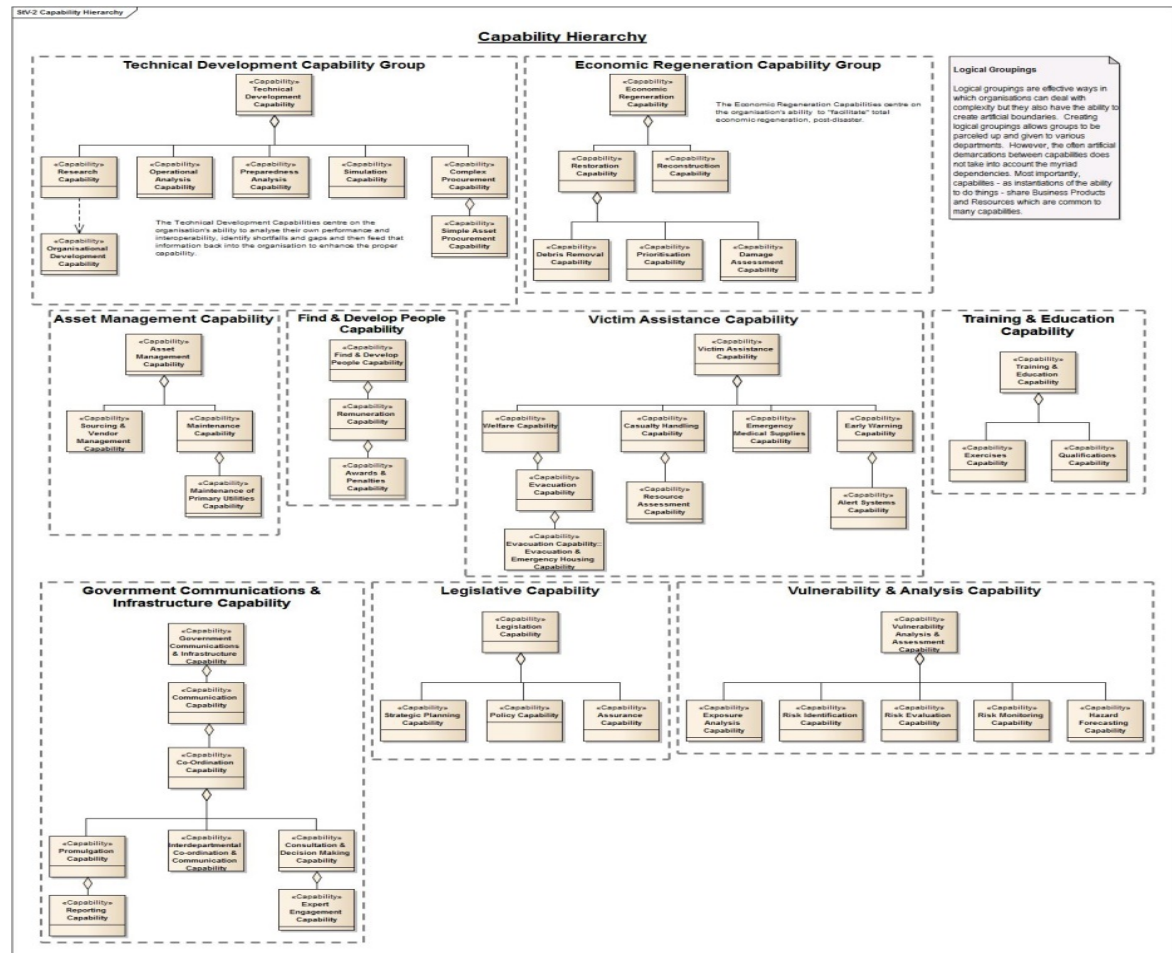 StV-2 Capability Hierarchy
Capability Hierarchy
Technical Development Capability Group
«Capability»
Technical
Development
Capability
«Capability»
Research
Capability
«Capability»
Operational
Analysis
Capability
«Capability»
Preparedness
Analysis
Capability
«Capability»
Simulation
Capability
«Capability»
Complex
Procurement
Capability
«Capability»
Organisational
Development
Capability
The Technical Development Capabilities centre on the
organisation's ability to analyse their own performance and
interoperability, identify shortfalls and gaps and then feed that
information back into the organisation to enhance the proper
capability.
«Capability»
Simple Asset
Procurement
Capability
Economic Regeneration Capability Group
«Capability»
Economic
Regeneration
Capability
The Economic Regeneration Capabilities centre on
the organisation's ability to "facilitate" total
economic regeneration, post-disaster.
«Capability»
Restoration
Capability
«Capability»
Reconstruction
Capability
«Capability»
Debris Removal
Capability
«Capability»
Prioritisation
Capability
«Capability»
Damage
Assessment
Capability
Logical Groupings
Logical groupings are effective ways in
which organisations can deal with
complexity but they also have the ability to
create artificial boundaries. Creating
logical groupings allows groups to be
parceled up and given to various
departments. However, the often artificial
demarcations between capabilities does
not take into account the myriad
dependencies. Most importantly,
capabilites - as instantiations of the ability
to do things - share Business Products
and Resources which are common to
many capabilities.
Asset Management Capability
«Capability»
Asset
Management
Capability
«Capability»
Sourcing &
Vendor
Management
Capability
«Capability»
Maintenance
Capability
«Capability»
Maintenance of
Primary Utilities
Capability
Find & Develop People
Capability
«Capability»
Find & Develop
People Capability
«Capability»
Remuneration
Capability
«Capability»
Awards &
Penalties
Capability
Victim Assistance Capability
«Capability»
Victim Assistance
Capability
«Capability»
Welfare Capability
«Capability»
Casualty Handling
Capability
«Capability»
Emergency
Medical Supplies
Capability
«Capability»
Early Warning
Capability
«Capability»
Evacuation
Capability
«Capability»
Resource
Assessment
Capability
«Capability»
Alert Systems
Capability
«Capability»
Evacuation Capability::
Evacuation &
Emergency Housing
Capability
Training & Education
Capability
«Capability»
Training &
Education
Capability
«Capability»
Exercises
Capability
«Capability»
Qualifications
Capability
Government Communications &
Infrastructure Capability
«Capability»
Government
Communications
& Infrastructure
Capability
«Capability»
Communication
Capability
«Capability»
Co-Ordination
Capability
«Capability»
Promulgation
Capability
«Capability»
Interdepartmental
Co-ordination &
Communication
Capability
«Capability»
Consultation &
Decision Making
Capability
«Capability»
Reporting
Capability
«Capability»
Expert
Engagement
Capability
Legislative Capability
«Capability»
Legislation
Capability
«Capability»
Strategic Planning
Capability
«Capability»
Policy Capability
«Capability»
Assurance
Capability
Vulnerability & Analysis Capability
«Capability»
Vulnerability
Analysis &
Assessment
Capability
«Capability»
Exposure
Analysis
Capability
«Capability»
Risk Identification
Capability
«Capability»
Risk Evaluation
Capability
«Capability»
Risk Monitoring
Capability
«Capability»
Hazard
Forecasting
Capability